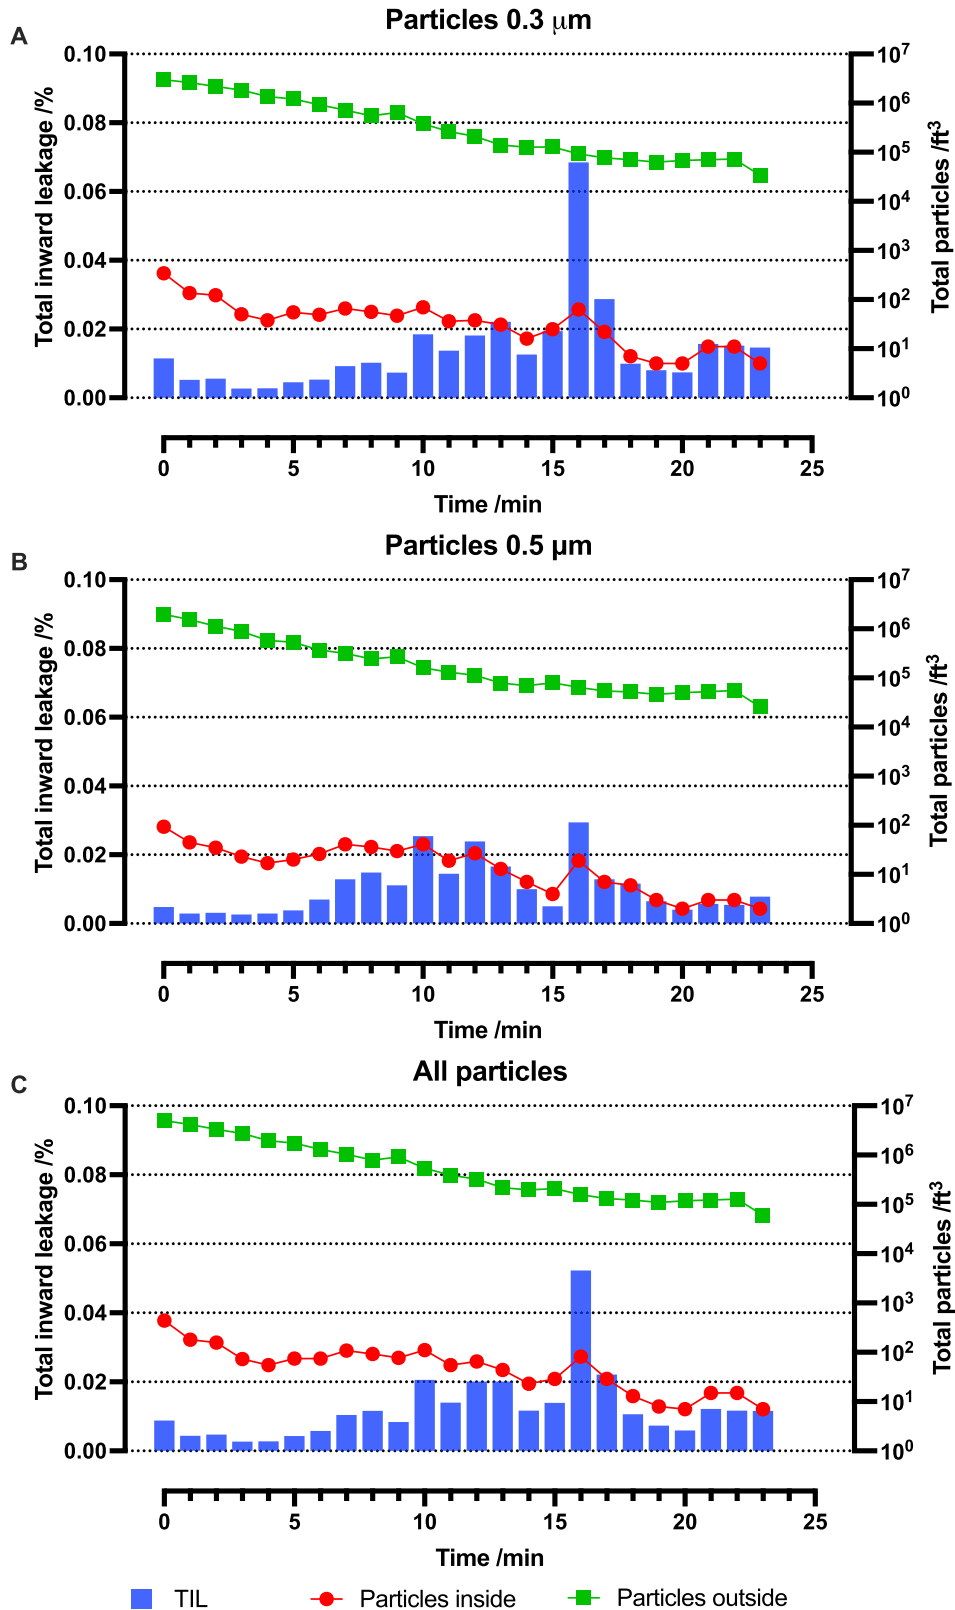 A
Particles 0.3 μm
Total inward leakage /%
0.10
0.08
0.06
0.04
0.02
0.00
10⁷
10⁶
10⁵
10⁴
10³
10²
10¹
10⁰
Total particles /ft³
0 5 10 15 20 25
Time /min
B
Particles 0.5 µm
Total inward leakage /%
0.10
0.08
0.06
0.04
0.02
0.00
10⁷
10⁶
10⁵
10⁴
10³
10²
10¹
10⁰
Total particles /ft³
0 5 10 15 20 25
Time /min
C
All particles
Total inward leakage /%
0.10
0.08
0.06
0.04
0.02
0.00
10⁷
10⁶
10⁵
10⁴
10³
10²
10¹
10⁰
Total particles /ft³
0 5 10 15 20 25
Time /min
TIL Particles inside Particles outside